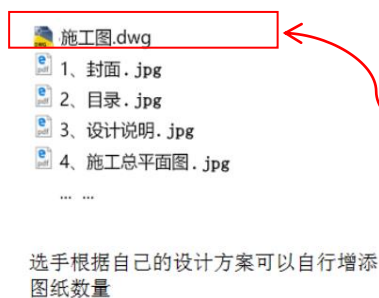 施工图.dwg
1、封面.jpg
2、目录.jpg
3、设计说明.jpg
4、施工总平面图.jpg
... ...
选手根据自己的设计方案可以自行增添
图纸数量